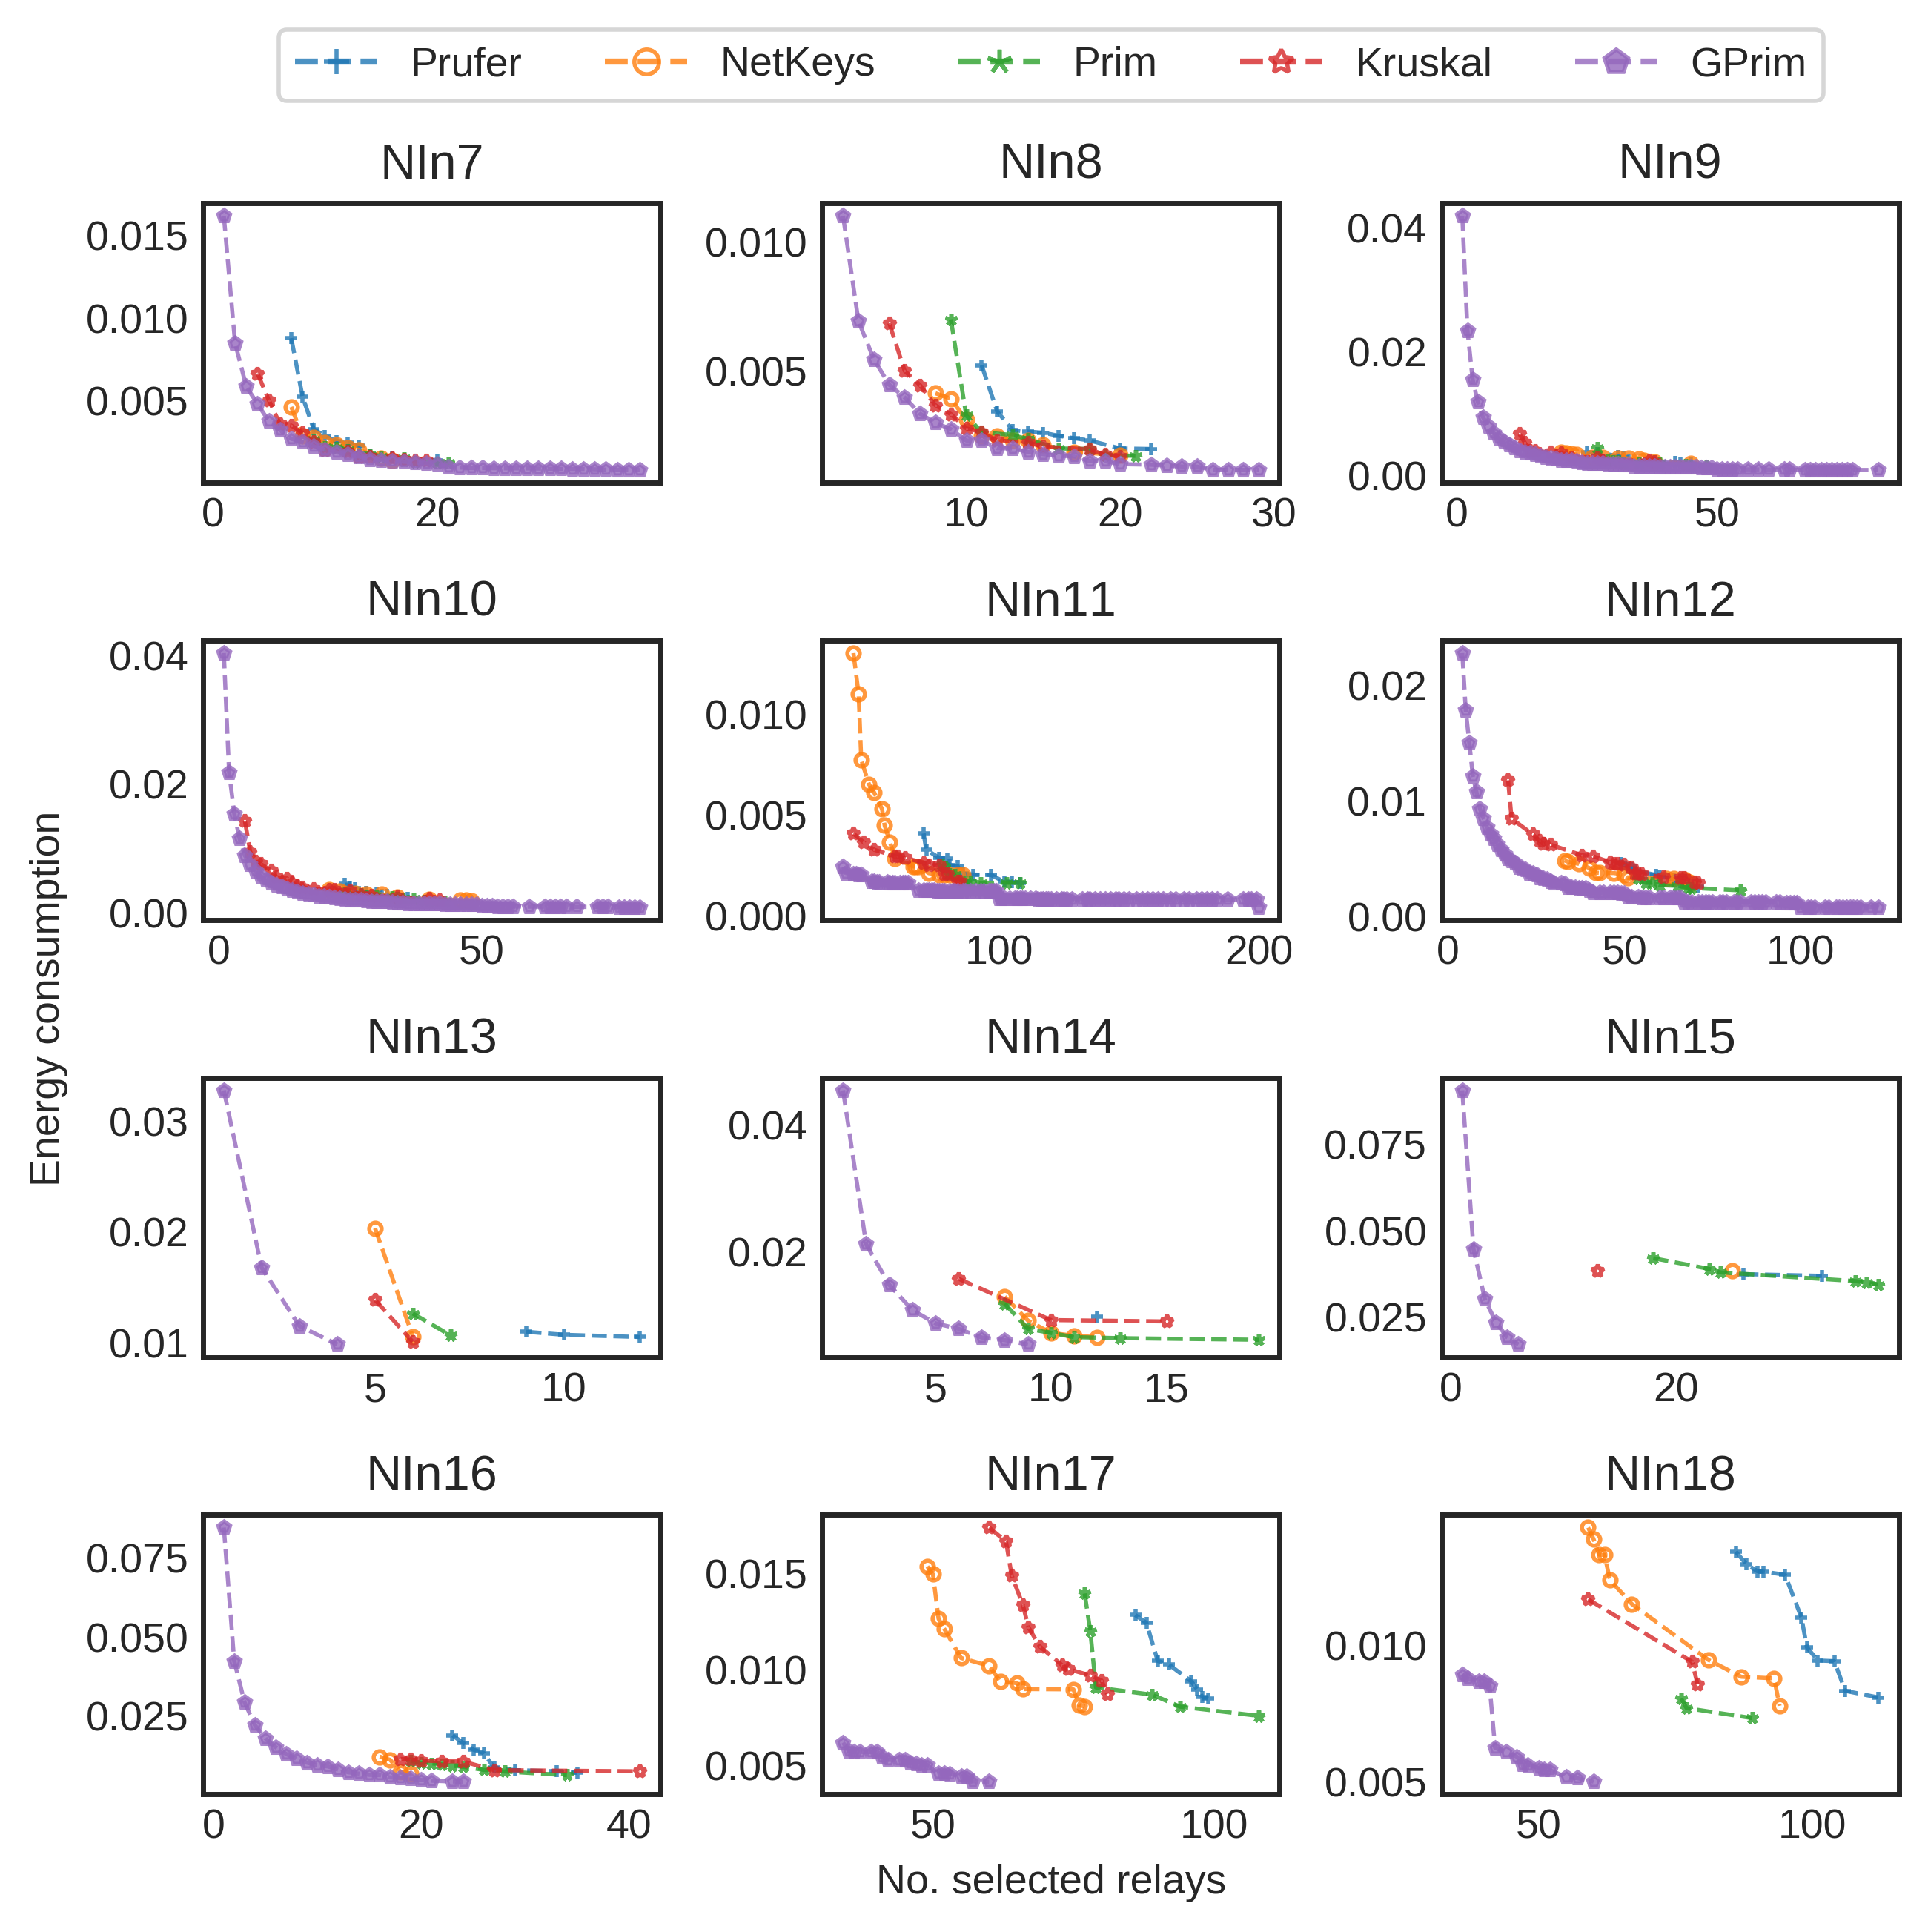 Prufer NetKeys Prim Kruskal GPrim
NIn7 NIn8 NIn9
0.015 0.010 0.04
0.010 0.005 0.02
0.005 0.00
0 20 10 20 30 0 50
NIn10 NIn11 NIn12
0.04 0.010 0.02
0.02 0.005 0.01
0.00 0.000 0.00
0 50 100 200 0 50 100
Energy consumption
NIn13 NIn14 NIn15
0.03 0.04 0.075
0.02 0.02 0.050
0.01 0.025
5 10 5 10 15 0 20
NIn16 NIn17 NIn18
0.075 0.015 0.010
0.050 0.010 0.005
0.025 0.005
0 20 40 50 100 50 100
No. selected relays